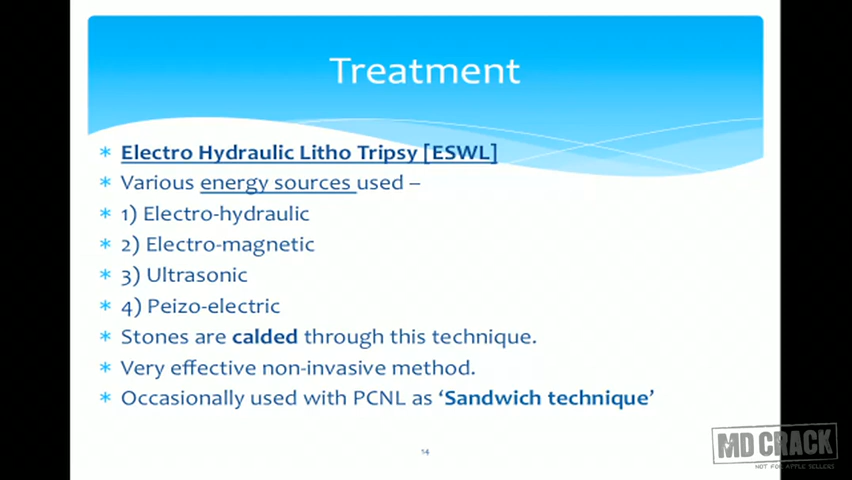 Treatment
* Electro Hydraulic Litho Tripsy [ESWL]
* Various energy sources used –
* 1) Electro-hydraulic
* 2) Electro-magnetic
* 3) Ultrasonic
* 4) Peizo-electric
* Stones are calded through this technique.
* Very effective non-invasive method.
* Occasionally used with PCNL as ‘Sandwich technique’
14
MD CRACK
NOT FOR APPLE SELLERS